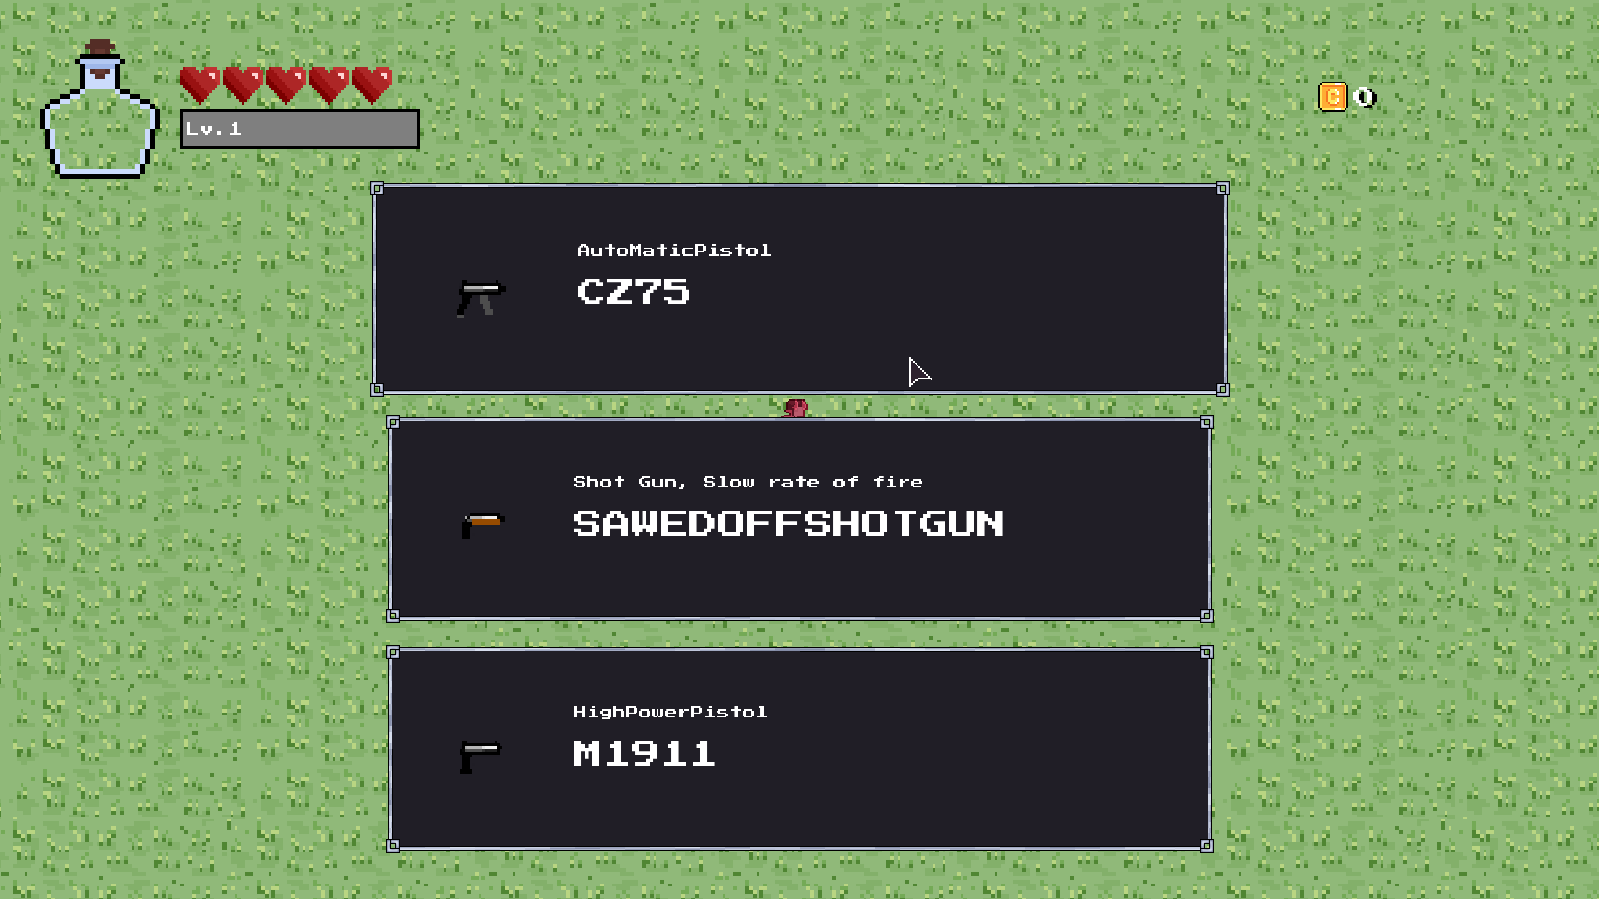 Lv.1
C 0
AutoMaticPistol
CZ75
Shot Gun, Slow rate of fire
SAWEDOFFSHOTGUN
HighPowerPistol
M1911